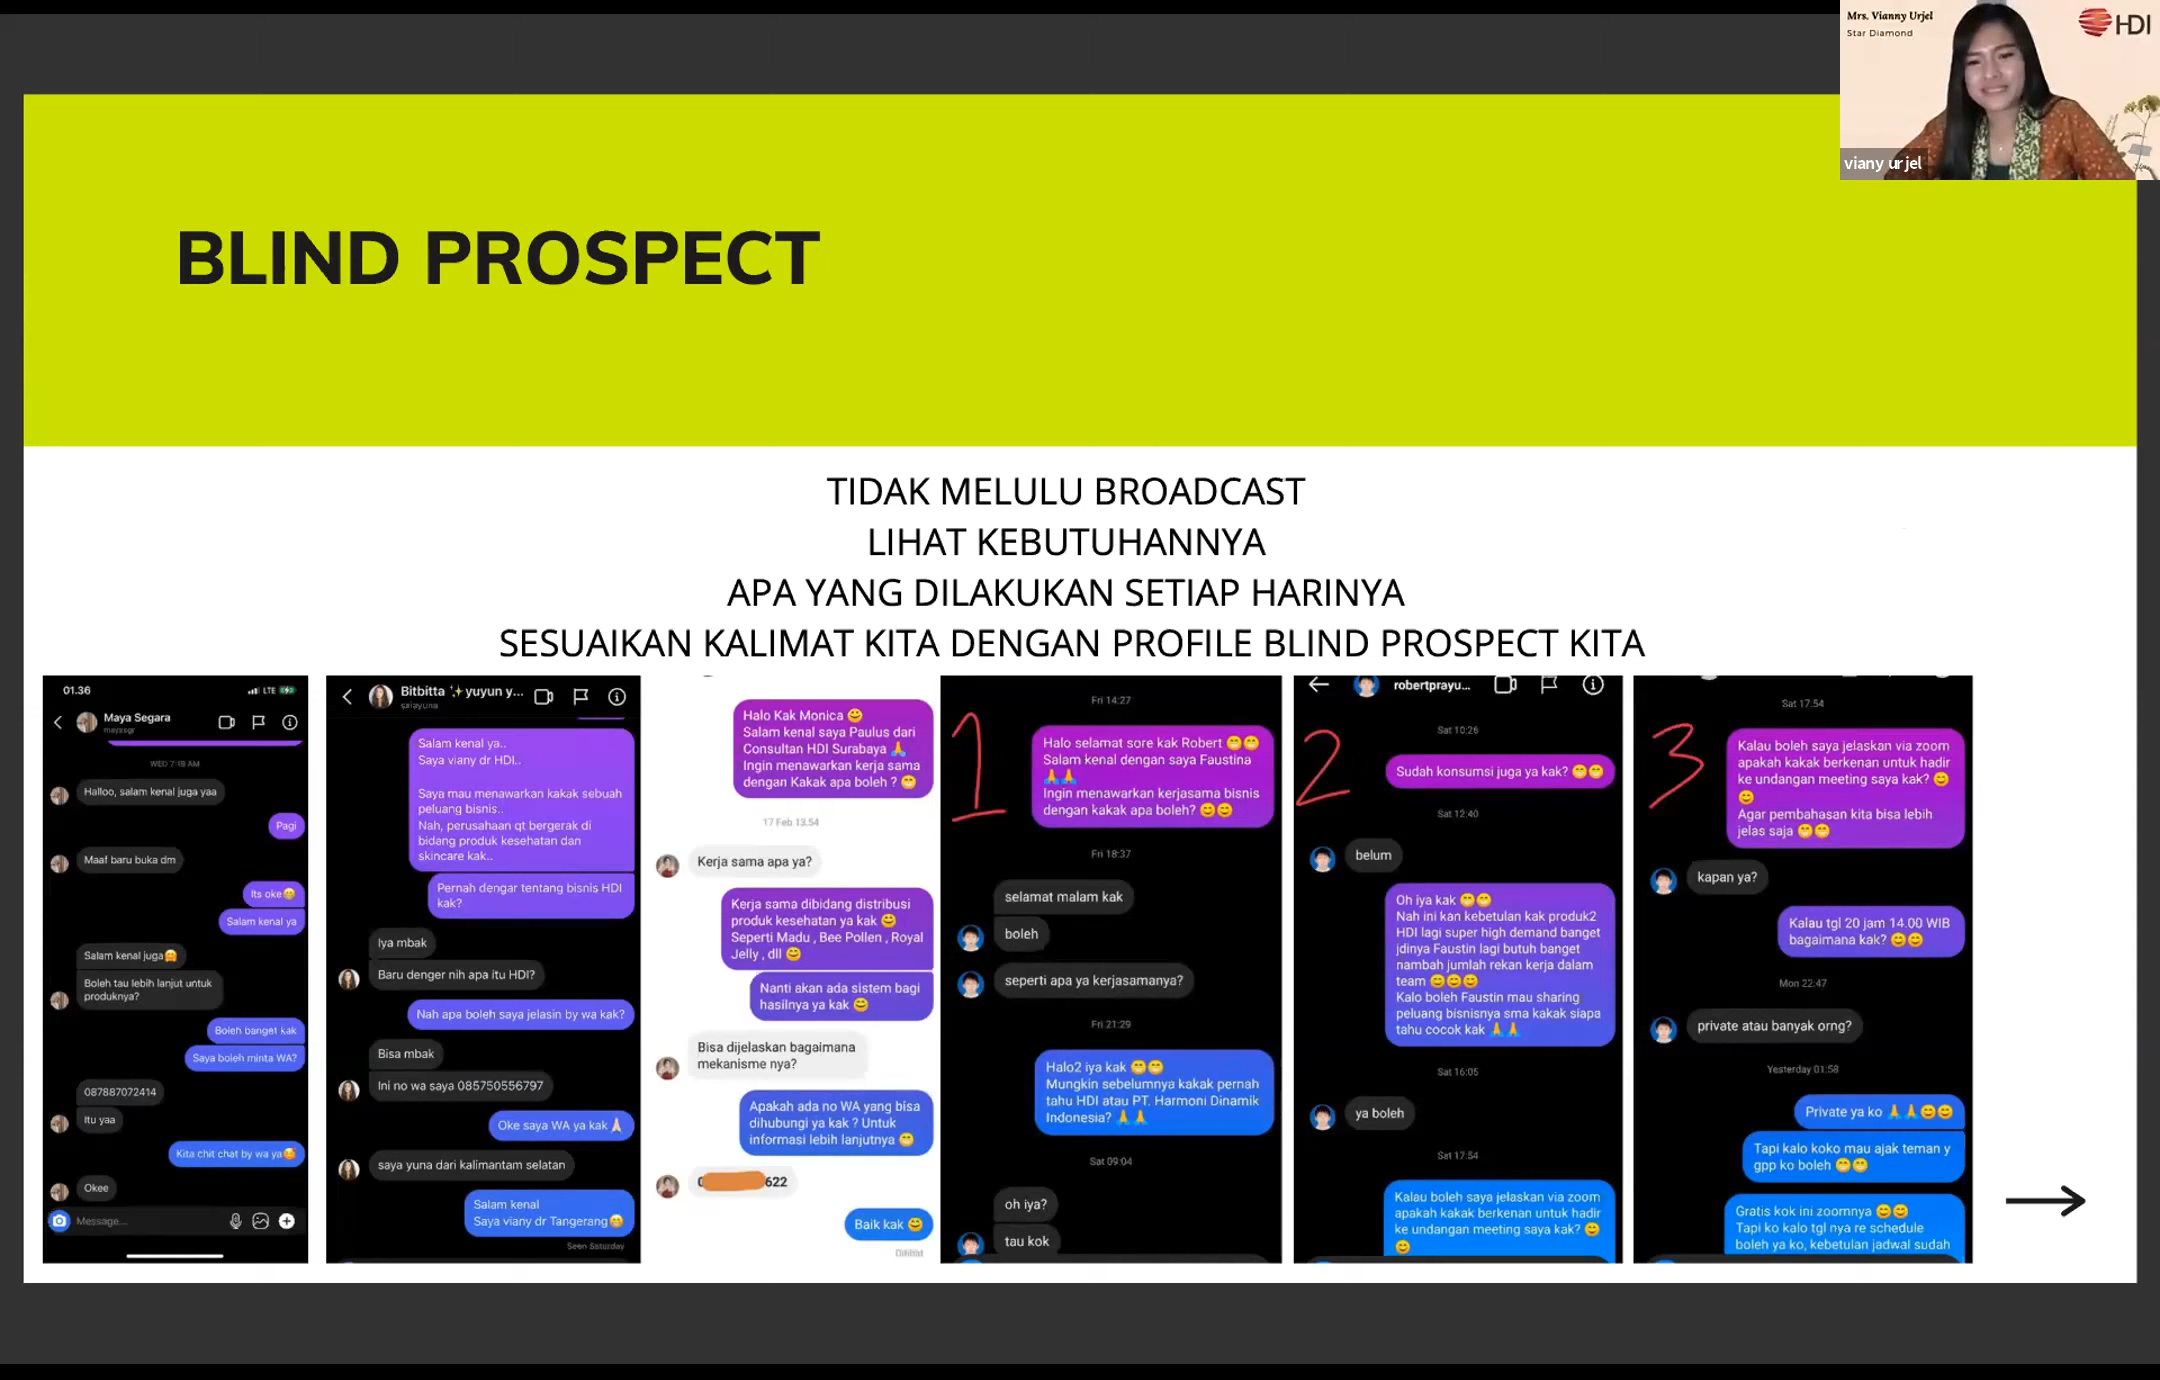 Mrs. Vianny Urjel
Star Diamond
HDI
viany urjel
BLIND PROSPECT
TIDAK MELULU BROADCAST
LIHAT KEBUTUHANNYA
APA YANG DILAKUKAN SETIAP HARINYA
SESUAIKAN KALIMAT KITA DENGAN PROFILE BLIND PROSPECT KITA
01.36
LTE
Maya Segara
WED 7:19 AM
Halloo, salam kenal juga yaa
Pagi
Maaf baru buka dm
Its oke😁
Salam kenal ya
Salam kenal juga🤗
Boleh tau lebih lanjut untuk
produknya?
Boleh banget kak
Saya boleh minta WA?
087887072414
Itu yaa
Kita chit chat by wa ya🥰
Okee
Message...
Bitbitta ✨yuyun y...
Salam kenal ya..
Saya viany dr HDI..
Saya mau menawarkan kakak sebuah
peluang bisnis..
Nah, perusahaan qt bergerak di
bidang produk kesehatan dan
skincare kak..
Pernah dengar tentang bisnis HDI
kak?
Iya mbak
Baru denger nih apa itu HDI?
Nah apa boleh saya jelasin by wa kak?
Bisa mbak
Ini no wa saya 085750556797
Oke saya WA ya kak🙏
saya yuna dari kalimantam selatan
Salam kenal
Saya viany dr Tangerang😁
Seen Saturday
Halo Kak Monica 😊
Salam kenal saya Paulus dari
Consultan HDI Surabaya 🙏
Ingin menawarkan kerja sama
dengan Kakak apa boleh ? 😁
17 Feb 13.54
Kerja sama apa ya?
Kerja sama dibidang distribusi
produk kesehatan ya kak 😊
Seperti Madu , Bee Pollen , Royal
Jelly , dll 😊
Nanti akan ada sistem bagi
hasilnya ya kak 😊
Bisa dijelaskan bagaimana
mekanisme nya?
Apakah ada no WA yang bisa
dihubungi ya kak ? Untuk
informasi lebih lanjutnya 😁
622
Baik kak 😊
1
Fri 14:27
Halo selamat sore kak Robert 😁😁
Salam kenal dengan saya Faustina
🙏🙏
Ingin menawarkan kerjasama bisnis
dengan kakak apa boleh? 😊😊
Fri 18:37
selamat malam kak
boleh
seperti apa ya kerjasamanya?
Fri 21:29
Halo2 iya kak 😁😁
Mungkin sebelumnya kakak pernah
tahu HDI atau PT. Harmoni Dinamik
Indonesia? 🙏🙏
Sat 09:04
oh iya?
tau kok
2
robertprayu...
Sat 10:26
Sudah konsumsi juga ya kak? 😁😁
Sat 12:40
belum
Oh iya kak 😁😁
Nah ini kan kebetulan kak produk2
HDI lagi super high demand banget
jdinya Faustin lagi butuh banget
nambah jumlah rekan kerja dalam
team 😊😊😊
Kalo boleh Faustin mau sharing
peluang bisnisnya sma kakak siapa
tahu cocok kak 🙏🙏
Sat 16:05
ya boleh
Sat 17:54
Kalau boleh saya jelaskan via zoom
apakah kakak berkenan untuk hadir
ke undangan meeting saya kak? 😊
😊
3
Sat 17.54
Kalau boleh saya jelaskan via zoom
apakah kakak berkenan untuk hadir
ke undangan meeting saya kak? 😊
😊
Agar pembahasan kita bisa lebih
jelas saja 😁😁
kapan ya?
Kalau tgl 20 jam 14.00 WIB
bagaimana kak? 😊😊
Mon 22:47
private atau banyak orng?
Yesterday 01:58
Private ya ko 🙏🙏😊😊
Tapi kalo koko mau ajak teman y
gpp ko boleh 😁😁
Gratis kok ini zoomnya 😊😊
Tapi ko kalo tgl nya re schedule
boleh ya ko, kebetulan jadwal sudah